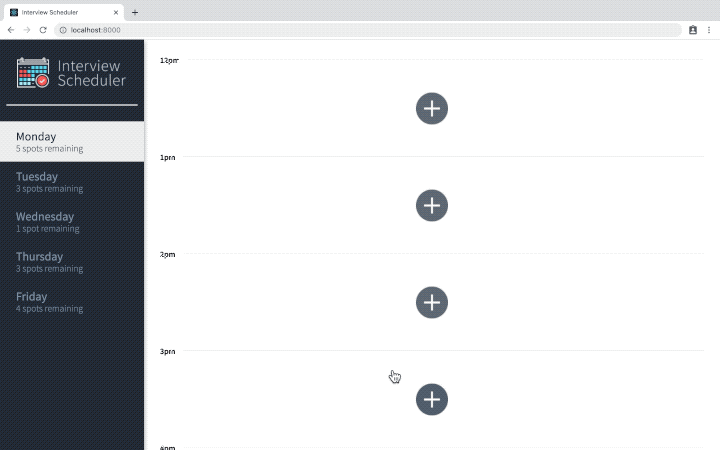 Interview Scheduler
localhost:8000
Interview
Scheduler
Monday
5 spots remaining
Tuesday
3 spots remaining
Wednesday
1 spot remaining
Thursday
3 spots remaining
Friday
4 spots remaining
12pm
1pm
2pm
3pm
4pm